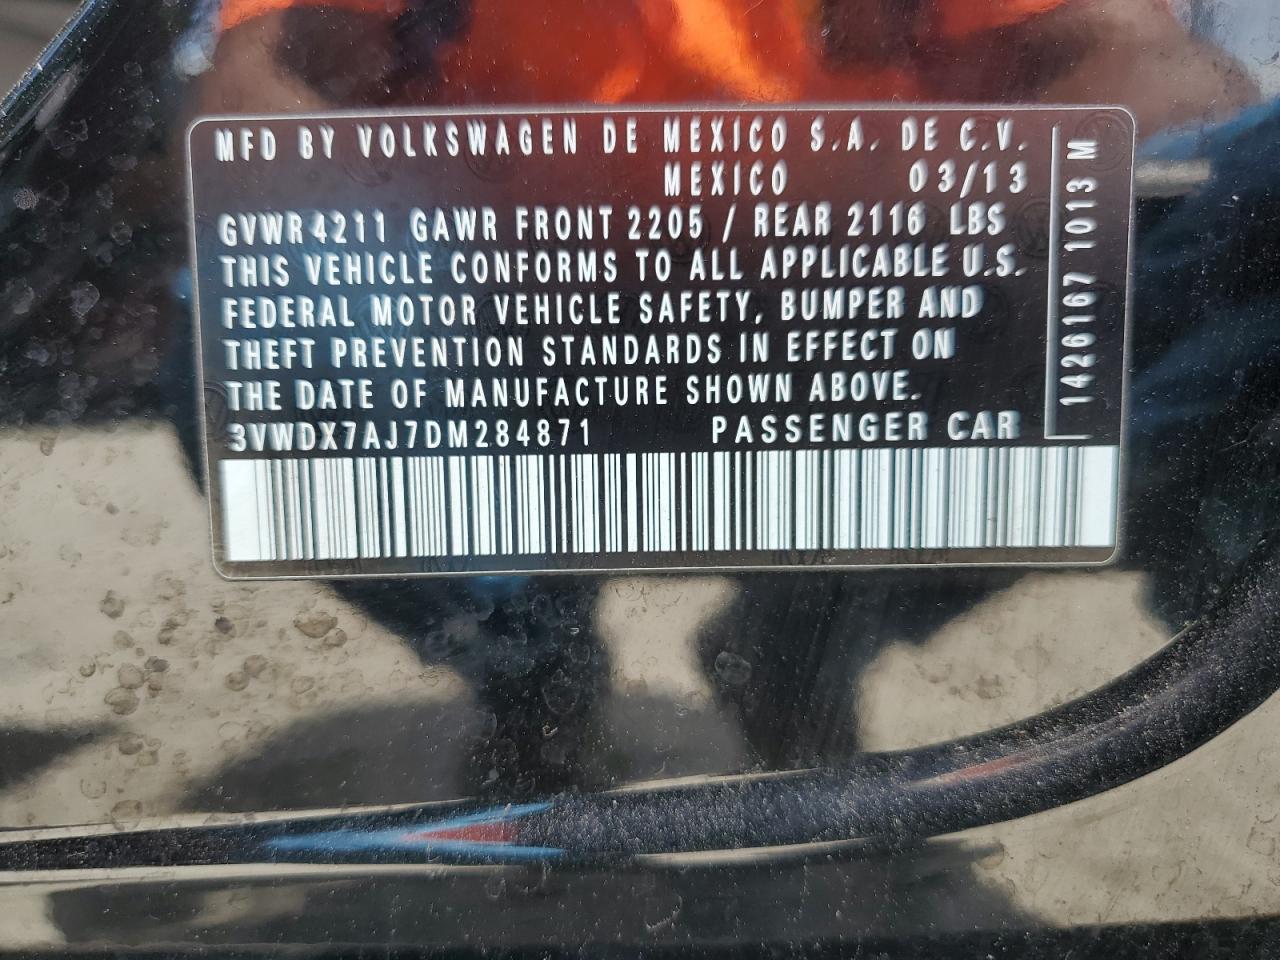 MFD BY VOLKSWAGEN DE MEXICO S.A. DE C.V.
MEXICO 03/13
GVWR 4211 GAWR FRONT 2205 / REAR 2116 LBS
THIS VEHICLE CONFORMS TO ALL APPLICABLE U.S.
FEDERAL MOTOR VEHICLE SAFETY, BUMPER AND
THEFT PREVENTION STANDARDS IN EFFECT ON
THE DATE OF MANUFACTURE SHOWN ABOVE.
3VWDX7AJ7DM284871 PASSENGER CAR
1426167 1013 M